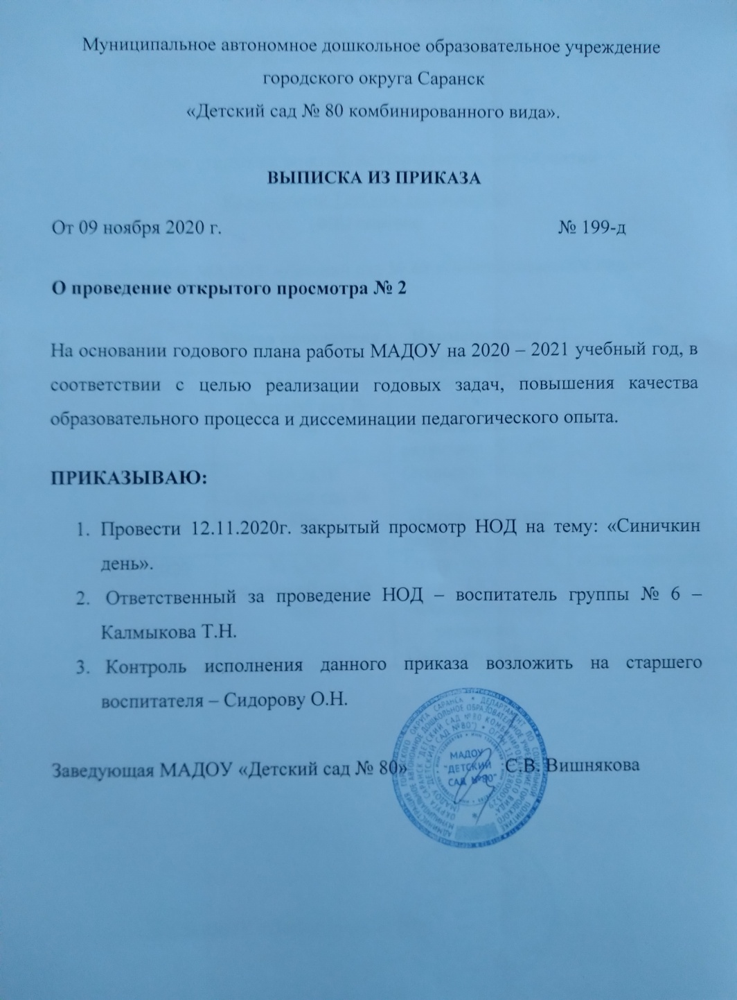 Муниципальное автономное дошкольное образовательное учреждение
городского округа Саранск
«Детский сад № 80 комбинированного вида».
ВЫПИСКА ИЗ ПРИКАЗА
От 09 ноября 2020 г. № 199-д
О проведение открытого просмотра № 2
На основании годового плана работы МАДОУ на 2020 – 2021 учебный год, в
соответствии с целью реализации годовых задач, повышения качества
образовательного процесса и диссеминации педагогического опыта.
ПРИКАЗЫВАЮ:
1. Провести 12.11.2020г. закрытый просмотр НОД на тему: «Синичкин
день».
2. Ответственный за проведение НОД – воспитатель группы № 6 –
Калмыкова Т.Н.
3. Контроль исполнения данного приказа возложить на старшего
воспитателя – Сидорову О.Н.
Заведующая МАДОУ «Детский сад № 80» С.В. Вишнякова
МАДОУ
"ДЕТСКИЙ
САД №80"